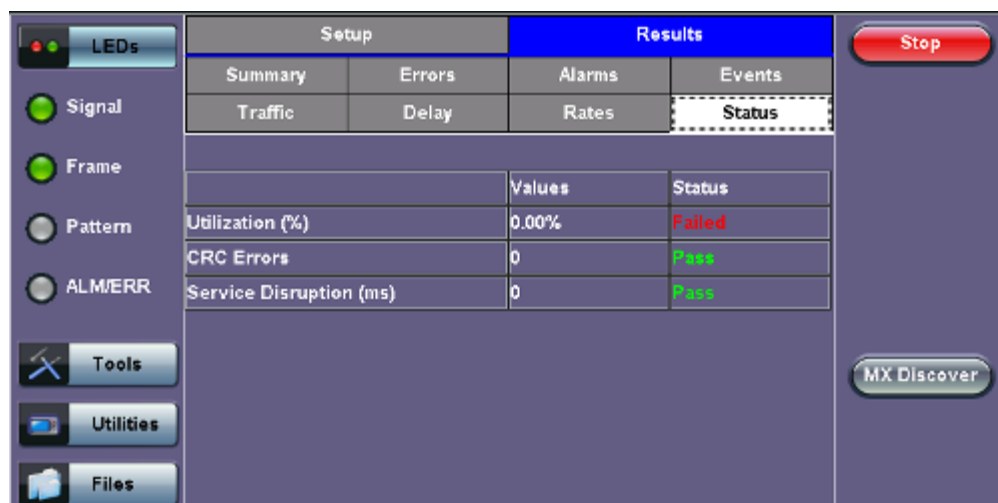 LEDs
Signal
Frame
Pattern
ALM/ERR
Tools
Utilities
Files
Setup Results
Summary Errors Alarms Events
Traffic Delay Rates Status
Values Status
Utilization (%) 0.00% Failed
CRC Errors 0 Pass
Service Disruption (ms) 0 Pass
Stop
MX Discover